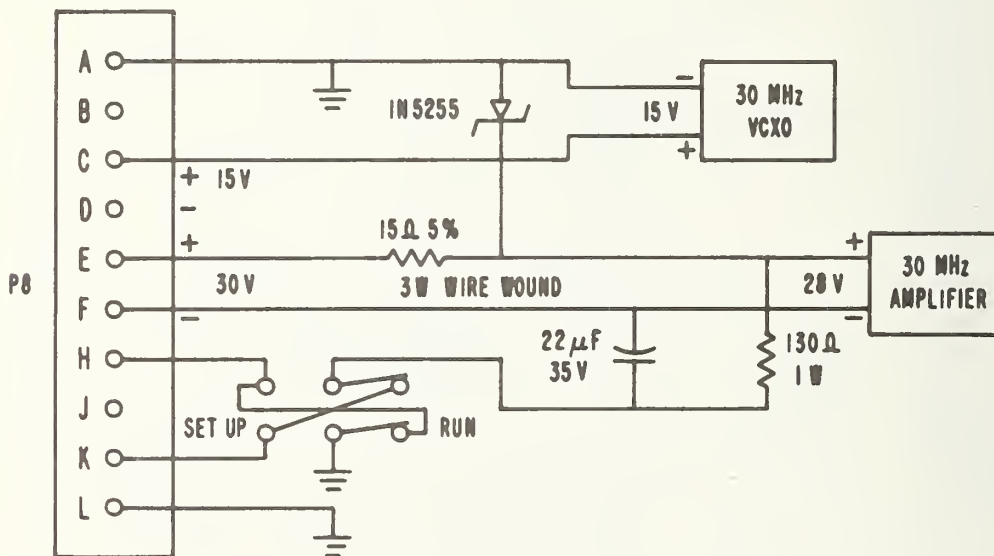 A
B
C
D
E
F
H
J
K
L
P8
1N5255
15V
-
+
30 MHz
VCXO
+ 15V
-
+
15Ω 5%
3W WIRE WOUND
30V
-
+
28V
-
30 MHz
AMPLIFIER
22µF
35V
130Ω
1W
SET UP
RUN